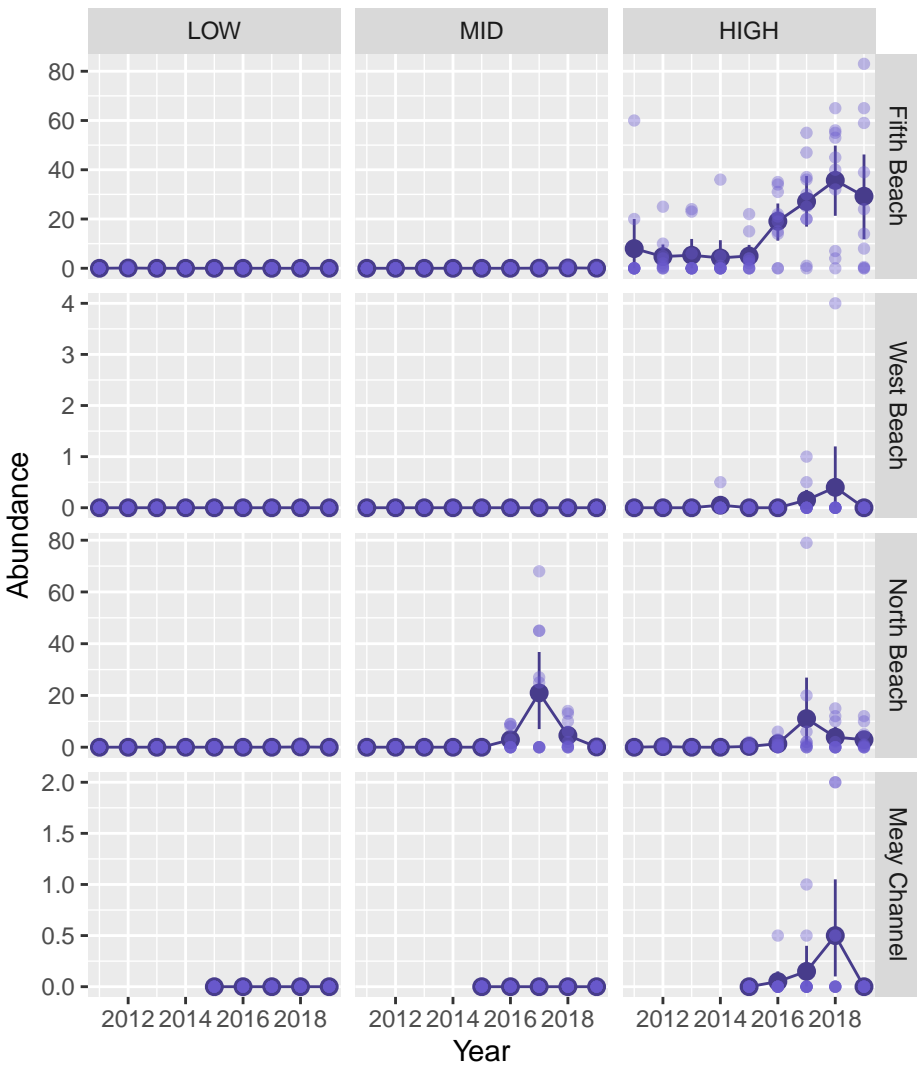 LOW MID HIGH
80
60
40
20
0
Fifth Beach
4
3
2
1
0
West Beach
80
60
40
20
0
North Beach
2.0
1.5
1.0
0.5
0.0
Meay Channel
Abundance
2012 2014 2016 2018 2012 2014 2016 2018 2012 2014 2016 2018
Year